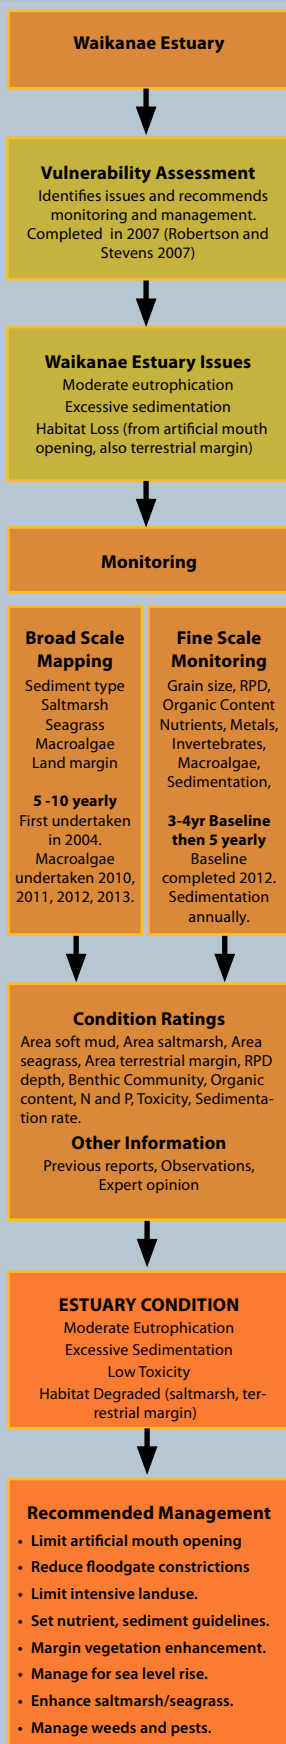 Waikanae Estuary
Vulnerability Assessment
Identifies issues and recommends
monitoring and management.
Completed in 2007 (Robertson and
Stevens 2007)
Waikanae Estuary Issues
Moderate eutrophication
Excessive sedimentation
Habitat Loss (from artificial mouth
opening, also terrestrial margin)
Monitoring
Broad Scale
Mapping
Sediment type
Saltmarsh
Seagrass
Macroalgae
Land margin
5 -10 yearly
First undertaken
in 2004.
Macroalgae
undertaken 2010,
2011, 2012, 2013.
Fine Scale
Monitoring
Grain size, RPD,
Organic Content
Nutrients, Metals,
Invertebrates,
Macroalgae,
Sedimentation,
3-4yr Baseline
then 5 yearly
Baseline
completed 2012.
Sedimentation
annually.
Condition Ratings
Area soft mud, Area saltmarsh, Area
seagrass, Area terrestrial margin, RPD
depth, Benthic Community, Organic
content, N and P, Toxicity, Sedimenta-
tion rate.
Other Information
Previous reports, Observations,
Expert opinion
ESTUARY CONDITION
Moderate Eutrophication
Excessive Sedimentation
Low Toxicity
Habitat Degraded (saltmarsh, ter-
restrial margin)
Recommended Management
• Limit artificial mouth opening
• Reduce floodgate constrictions
• Limit intensive landuse.
• Set nutrient, sediment guidelines.
• Margin vegetation enhancement.
• Manage for sea level rise.
• Enhance saltmarsh/seagrass.
• Manage weeds and pests.